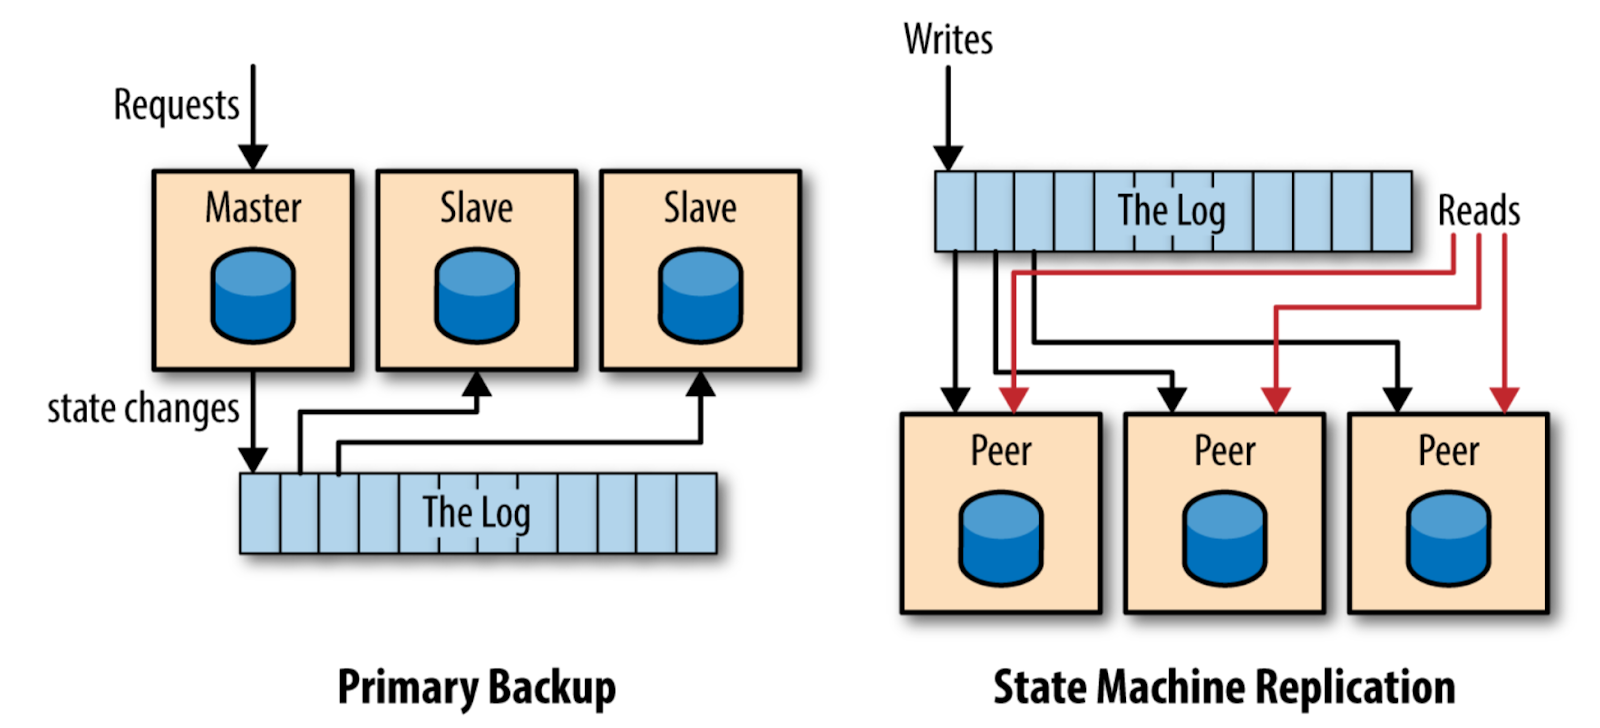 Requests
Master
Slave
Slave
state changes
The Log
Primary Backup
Writes
The Log
Reads
Peer
Peer
Peer
State Machine Replication